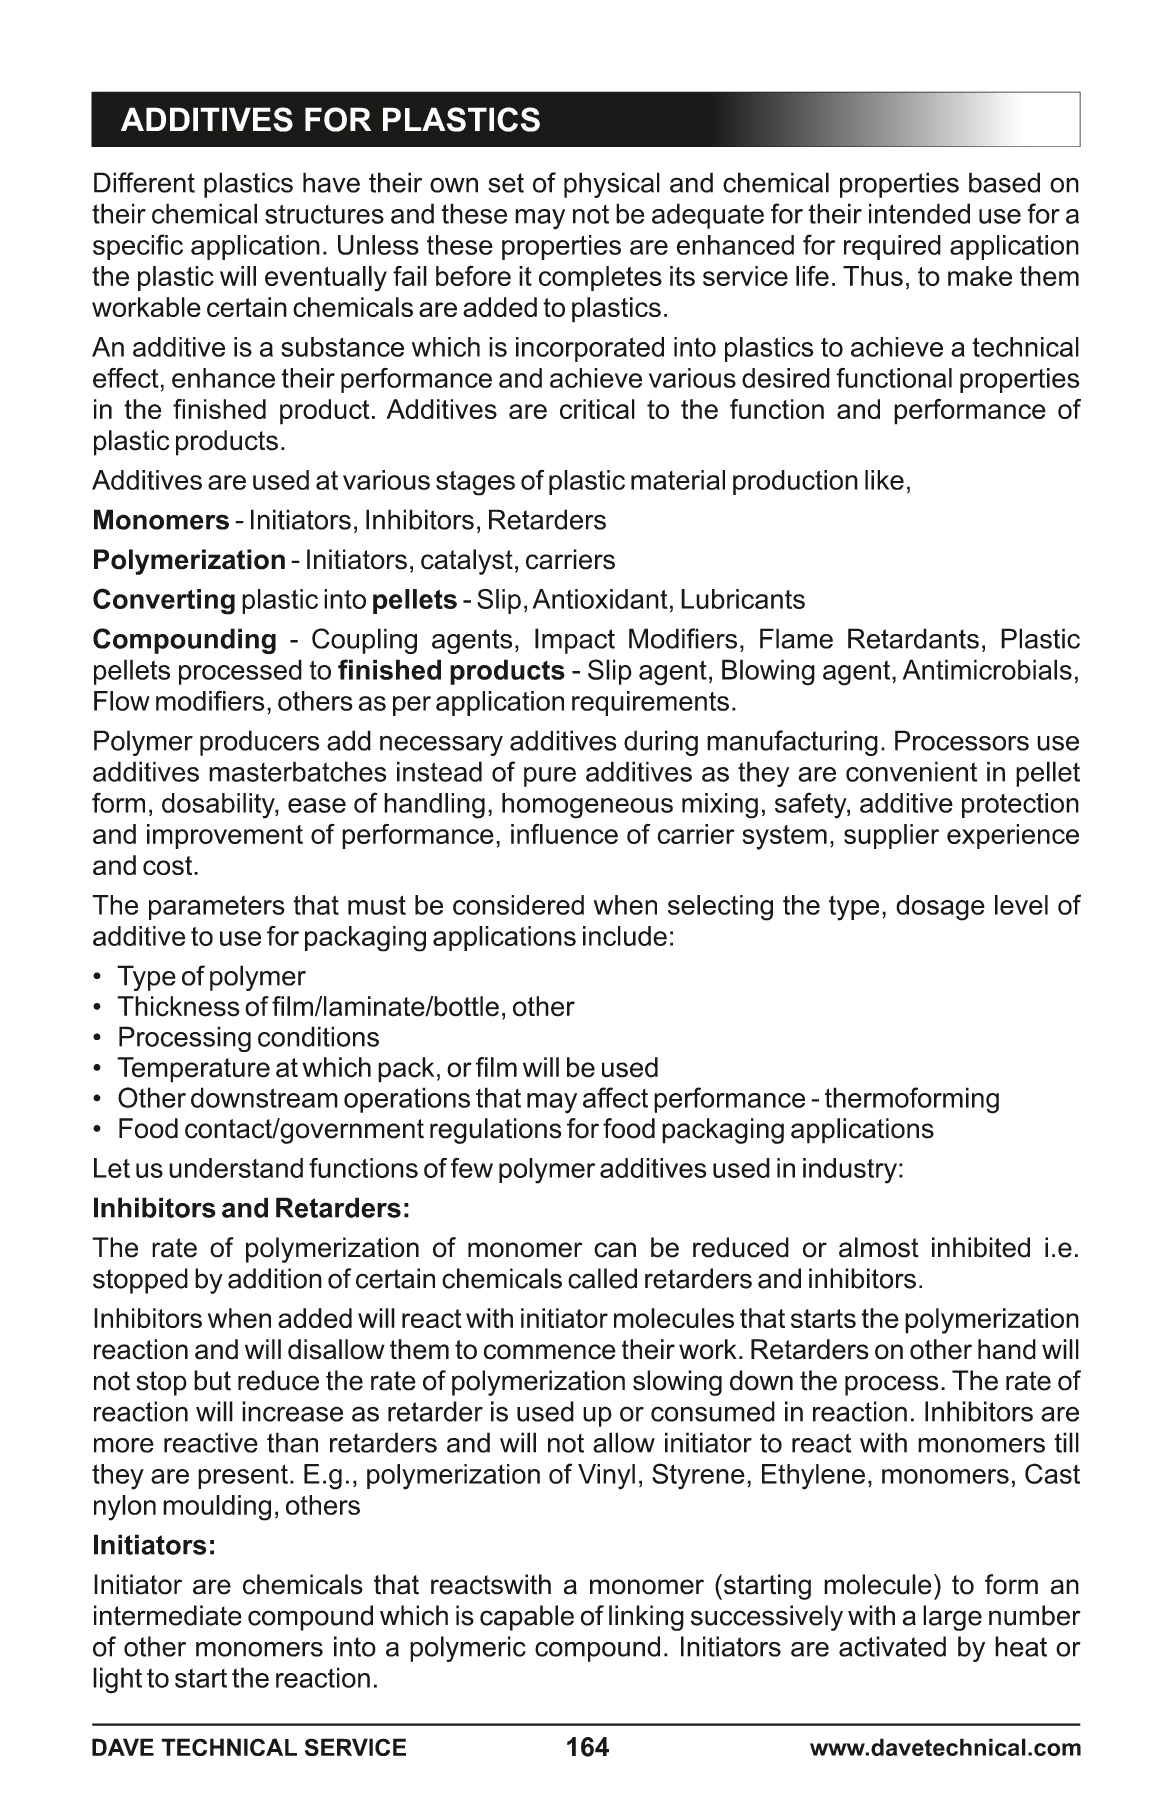 ADDITIVES FOR PLASTICS
Different plastics have their own set of physical and chemical properties based on
their chemical structures and these may not be adequate for their intended use for a
specific application. Unless these properties are enhanced for required application
the plastic will eventually fail before it completes its service life. Thus, to make them
workable certain chemicals are added to plastics.
An additive is a substance which is incorporated into plastics to achieve a technical
effect, enhance their performance and achieve various desired functional properties
in the finished product. Additives are critical to the function and performance of
plastic products.
Additives are used at various stages of plastic material production like,
Monomers - Initiators, Inhibitors, Retarders
Polymerization - Initiators, catalyst, carriers
Converting plastic into pellets - Slip, Antioxidant, Lubricants
Compounding - Coupling agents, Impact Modifiers, Flame Retardants, Plastic
pellets processed to finished products - Slip agent, Blowing agent, Antimicrobials,
Flow modifiers, others as per application requirements.
Polymer producers add necessary additives during manufacturing. Processors use
additives masterbatches instead of pure additives as they are convenient in pellet
form, dosability, ease of handling, homogeneous mixing, safety, additive protection
and improvement of performance, influence of carrier system, supplier experience
and cost.
The parameters that must be considered when selecting the type, dosage level of
additive to use for packaging applications include:
• Type of polymer
• Thickness of film/laminate/bottle, other
• Processing conditions
• Temperature at which pack, or film will be used
• Other downstream operations that may affect performance - thermoforming
• Food contact/government regulations for food packaging applications
Let us understand functions of few polymer additives used in industry:
Inhibitors and Retarders:
The rate of polymerization of monomer can be reduced or almost inhibited i.e.
stopped by addition of certain chemicals called retarders and inhibitors.
Inhibitors when added will react with initiator molecules that starts the polymerization
reaction and will disallow them to commence their work. Retarders on other hand will
not stop but reduce the rate of polymerization slowing down the process. The rate of
reaction will increase as retarder is used up or consumed in reaction. Inhibitors are
more reactive than retarders and will not allow initiator to react with monomers till
they are present. E.g., polymerization of Vinyl, Styrene, Ethylene, monomers, Cast
nylon moulding, others
Initiators:
Initiator are chemicals that reactswith a monomer (starting molecule) to form an
intermediate compound which is capable of linking successively with a large number
of other monomers into a polymeric compound. Initiators are activated by heat or
light to start the reaction.
DAVE TECHNICAL SERVICE 164 www.davetechnical.com